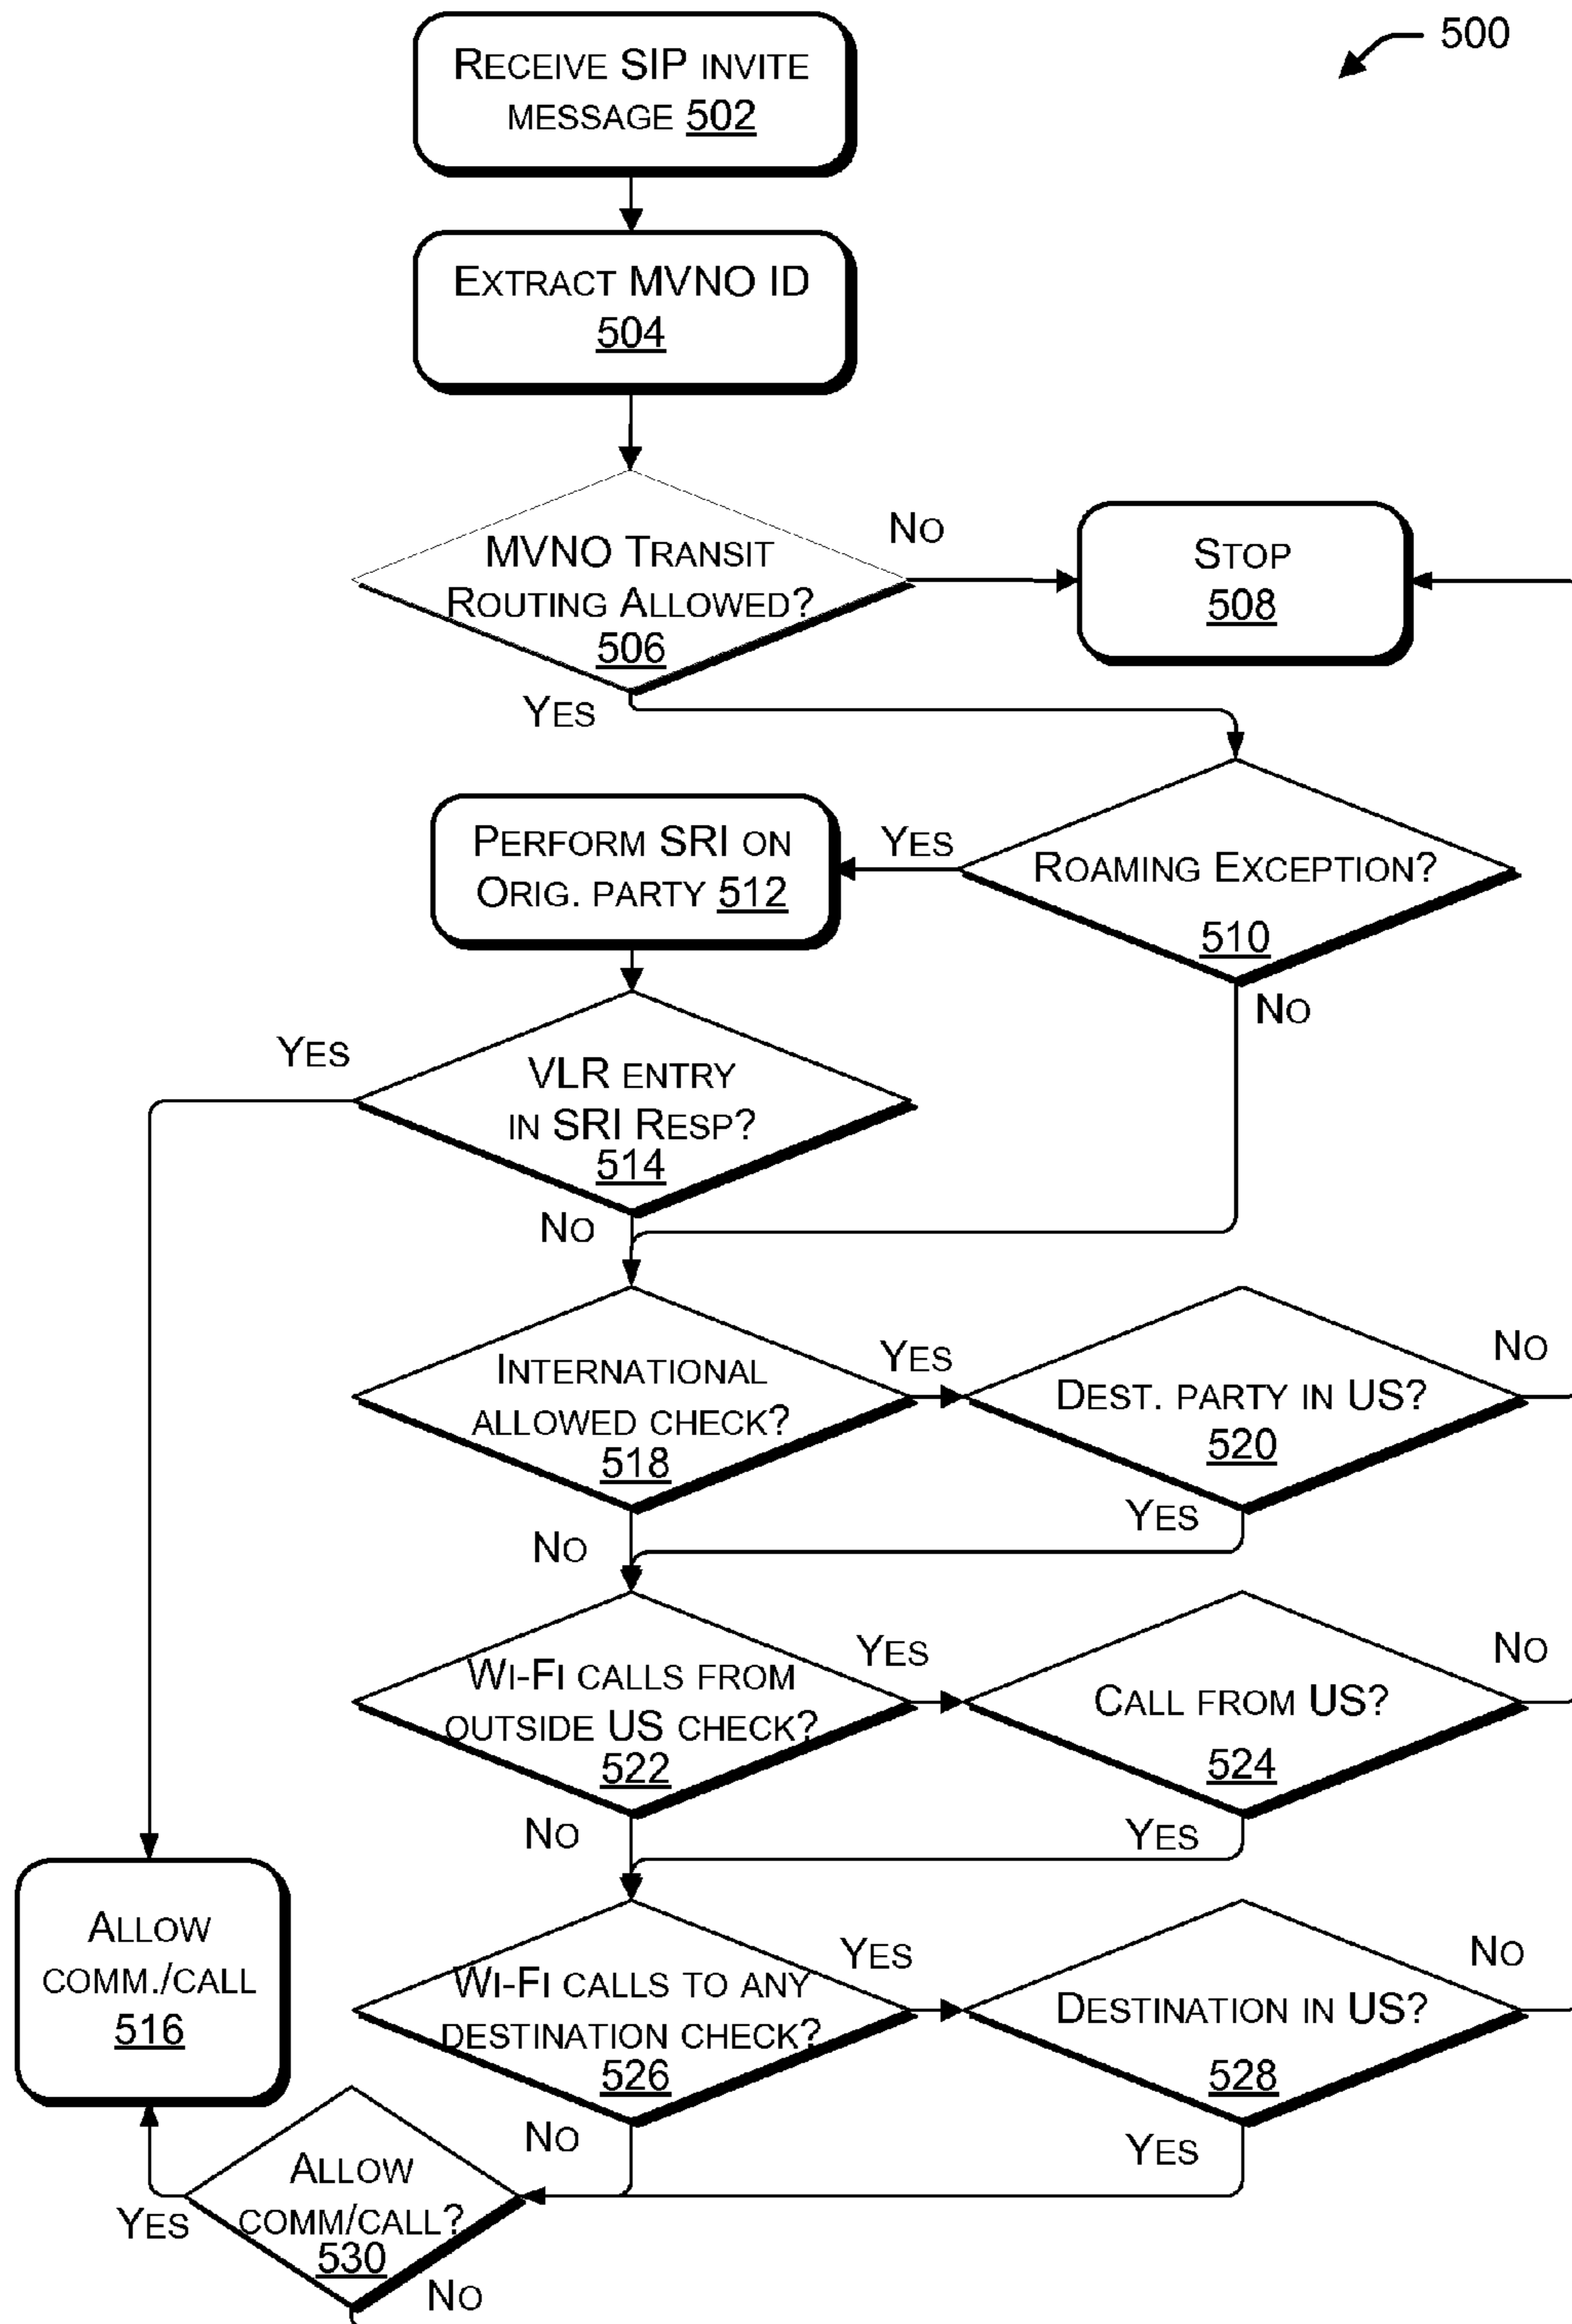 500
RECEIVE SIP INVITE
MESSAGE 502
EXTRACT MVNO ID
504
MVNO TRANSIT
ROUTING ALLOWED?
506
NO
STOP
508
YES
PERFORM SRI ON
ORIG. PARTY 512
YES
ROAMING EXCEPTION?
510
NO
YES
VLR ENTRY
IN SRI RESP?
514
NO
INTERNATIONAL
ALLOWED CHECK?
518
YES
DEST. PARTY IN US?
520
NO
YES
NO
WI-FI CALLS FROM
OUTSIDE US CHECK?
522
YES
CALL FROM US?
524
NO
YES
NO
ALLOW
COMM./CALL
516
WI-FI CALLS TO ANY
DESTINATION CHECK?
526
YES
DESTINATION IN US?
528
NO
YES
NO
ALLOW
COMM/CALL?
530
YES
NO